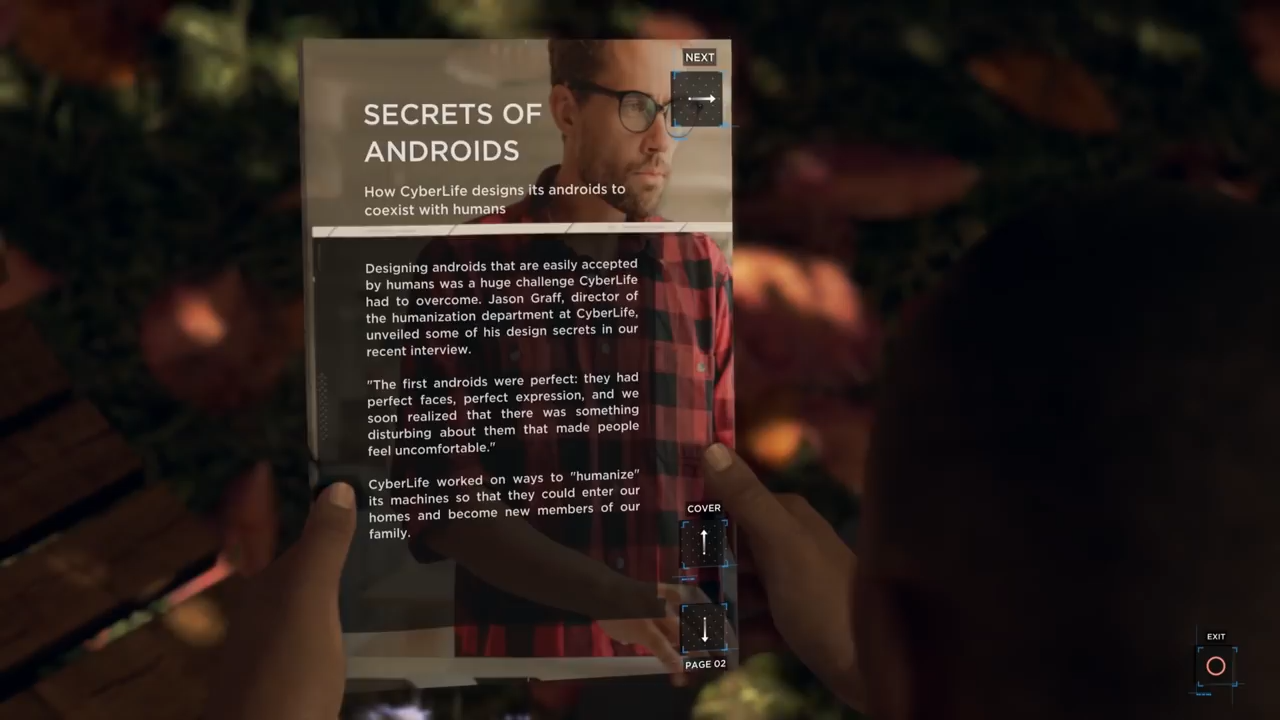 NEXT
SECRETS OF
ANDROIDS
How CyberLife designs its androids to
coexist with humans
Designing androids that are easily accepted
by humans was a huge challenge CyberLife
had to overcome. Jason Graff, director of
the humanization department at CyberLife,
unveiled some of his design secrets in our
recent interview.
"The first androids were perfect: they had
perfect faces, perfect expression, and we
soon realized that there was something
disturbing about them that made people
feel uncomfortable."
CyberLife worked on ways to "humanize"
its machines so that they could enter our
homes and become new members of our
family.
COVER
PAGE 02
EXIT